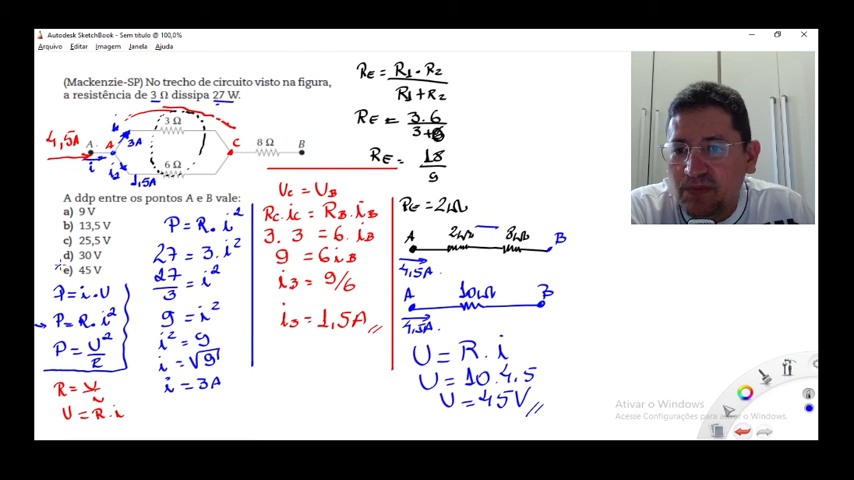 Autodesk SketchBook - Sem título @ 100,0%
Arquivo Editar Imagem Janela Ajuda
(Mackenzie-SP) No trecho de circuito visto na figura,
a resistência de 3 Ω dissipa 27 W.
4,5A
A
A
i
i1
3A
i2
1,5A
3 Ω
6 Ω
C
8 Ω
B
A ddp entre os pontos A e B vale:
a) 9 V
b) 13,5 V
c) 25,5 V
d) 30 V
e) 45 V
P=i.U
P=R.i²
P=U²/R
R=U/i
U=R.i
P=R.i²
27=3.i²
27/3=i²
9=i²
i²=9
i=√9
i=3A
Uc=UB
Rc.ic=RB.iB
3.3=6.iB
9=6iB
iB=9/6
iB=1,5A
RE=R1.R2/R1+R2
RE=3.6/3+6
RE=18/9
RE=2Ω
A 2Ω 8Ω B
4,5A
A 10Ω B
4,5A
U=R.i
U=10.4,5
U=45V
Ativar o Windows
Acesse Configurações para ativar o Windows.